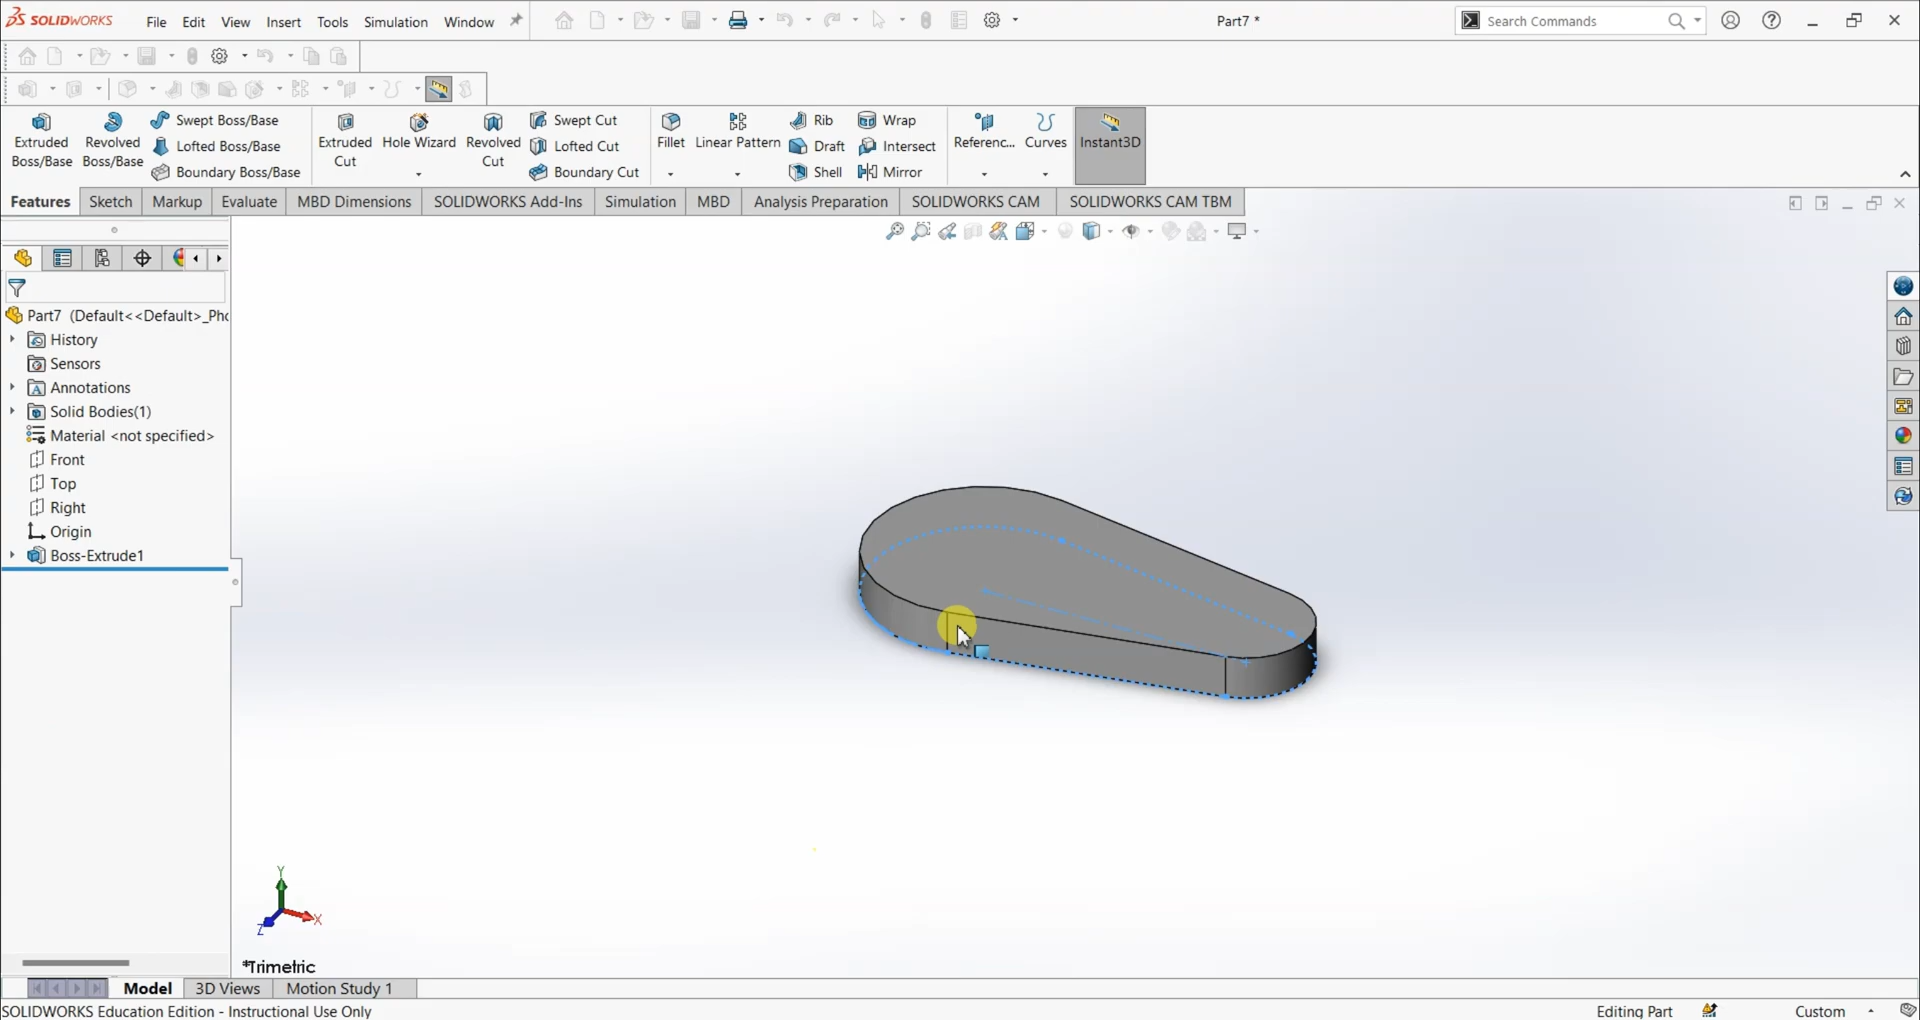 SOLIDWORKS File Edit View Insert Tools Simulation Window Part7 * Search Commands
Extruded Boss/Base
Revolved Boss/Base
Swept Boss/Base
Lofted Boss/Base
Boundary Boss/Base
Extruded Cut
Hole Wizard
Revolved Cut
Swept Cut
Lofted Cut
Boundary Cut
Fillet
Linear Pattern
Rib
Draft
Shell
Wrap
Intersect
Mirror
Referenc...
Curves
Instant3D
Features Sketch Markup Evaluate MBD Dimensions SOLIDWORKS Add-Ins Simulation MBD Analysis Preparation SOLIDWORKS CAM SOLIDWORKS CAM TBM
Part7 (Default<<Default>_Pho
History
Sensors
A Annotations
Solid Bodies(1)
Material <not specified>
Front
Top
Right
Origin
Boss-Extrude1
Y
X
Z
*Trimetric
Model 3D Views Motion Study 1
SOLIDWORKS Education Edition - Instructional Use Only Editing Part Custom